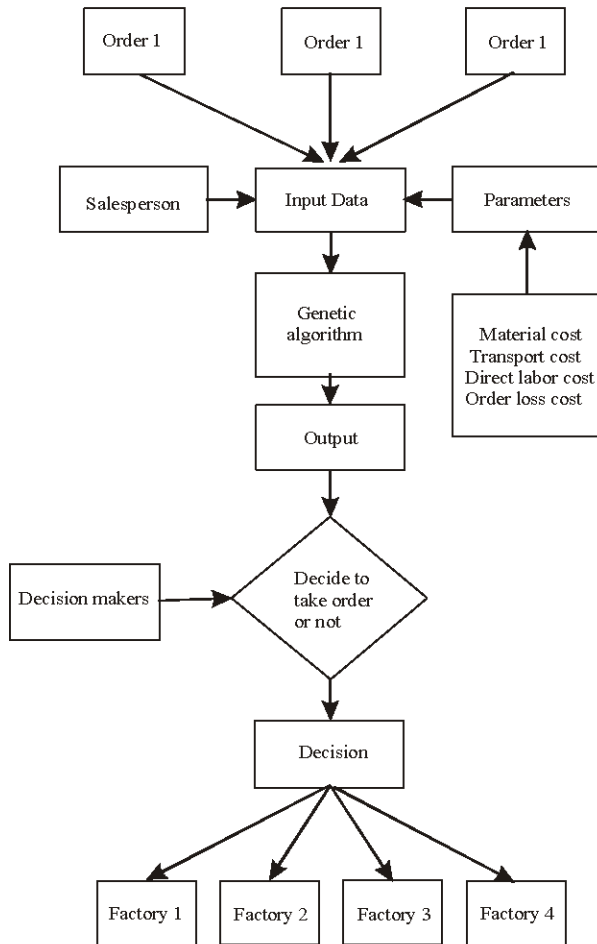 Order 1
Order 1
Order 1
Salesperson
Input Data
Parameters
Genetic
algorithm
Material cost
Transport cost
Direct labor cost
Order loss cost
Output
Decision makers
Decide to
take order
or not
Decision
Factory 1
Factory 2
Factory 3
Factory 4